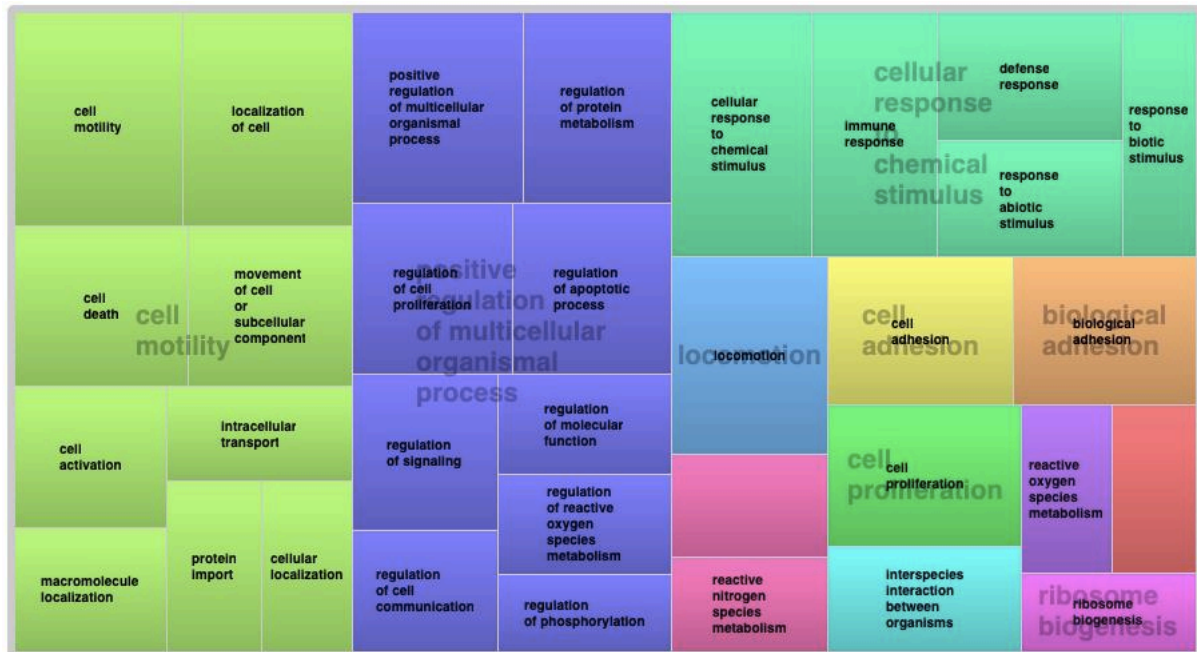 cell
motility
localization
of cell
cell
death
movement
of cell
or
subcellular
component
cell
motility
cell
activation
intracellular
transport
macromolecule
localization
protein
import
cellular
localization
positive
regulation
of multicellular
organismal
process
regulation
of protein
metabolism
regulation
of cell
proliferation
regulation
of apoptotic
process
positive
regulation
of multicellular
organismal
process
regulation
of signaling
regulation
of molecular
function
regulation
of reactive
oxygen
species
metabolism
regulation
of cell
communication
regulation
of phosphorylation
cellular
response
to
chemical
stimulus
immune
response
defense
response
response
to
abiotic
stimulus
response
to
biotic
stimulus
cellular
response
to
chemical
stimulus
locomotion
locomotion
cell
adhesion
cell
adhesion
biological
adhesion
biological
adhesion
reactive
nitrogen
species
metabolism
cell
proliferation
cell
proliferation
interspecies
interaction
between
organisms
reactive
oxygen
species
metabolism
ribosome
biogenesis
ribosome
biogenesis